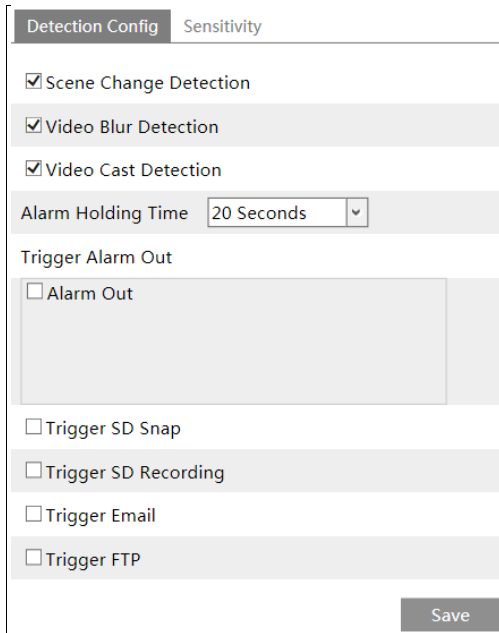 Detection Config Sensitivity
Scene Change Detection
Video Blur Detection
Video Cast Detection
Alarm Holding Time 20 Seconds
Trigger Alarm Out
Alarm Out
Trigger SD Snap
Trigger SD Recording
Trigger Email
Trigger FTP
Save